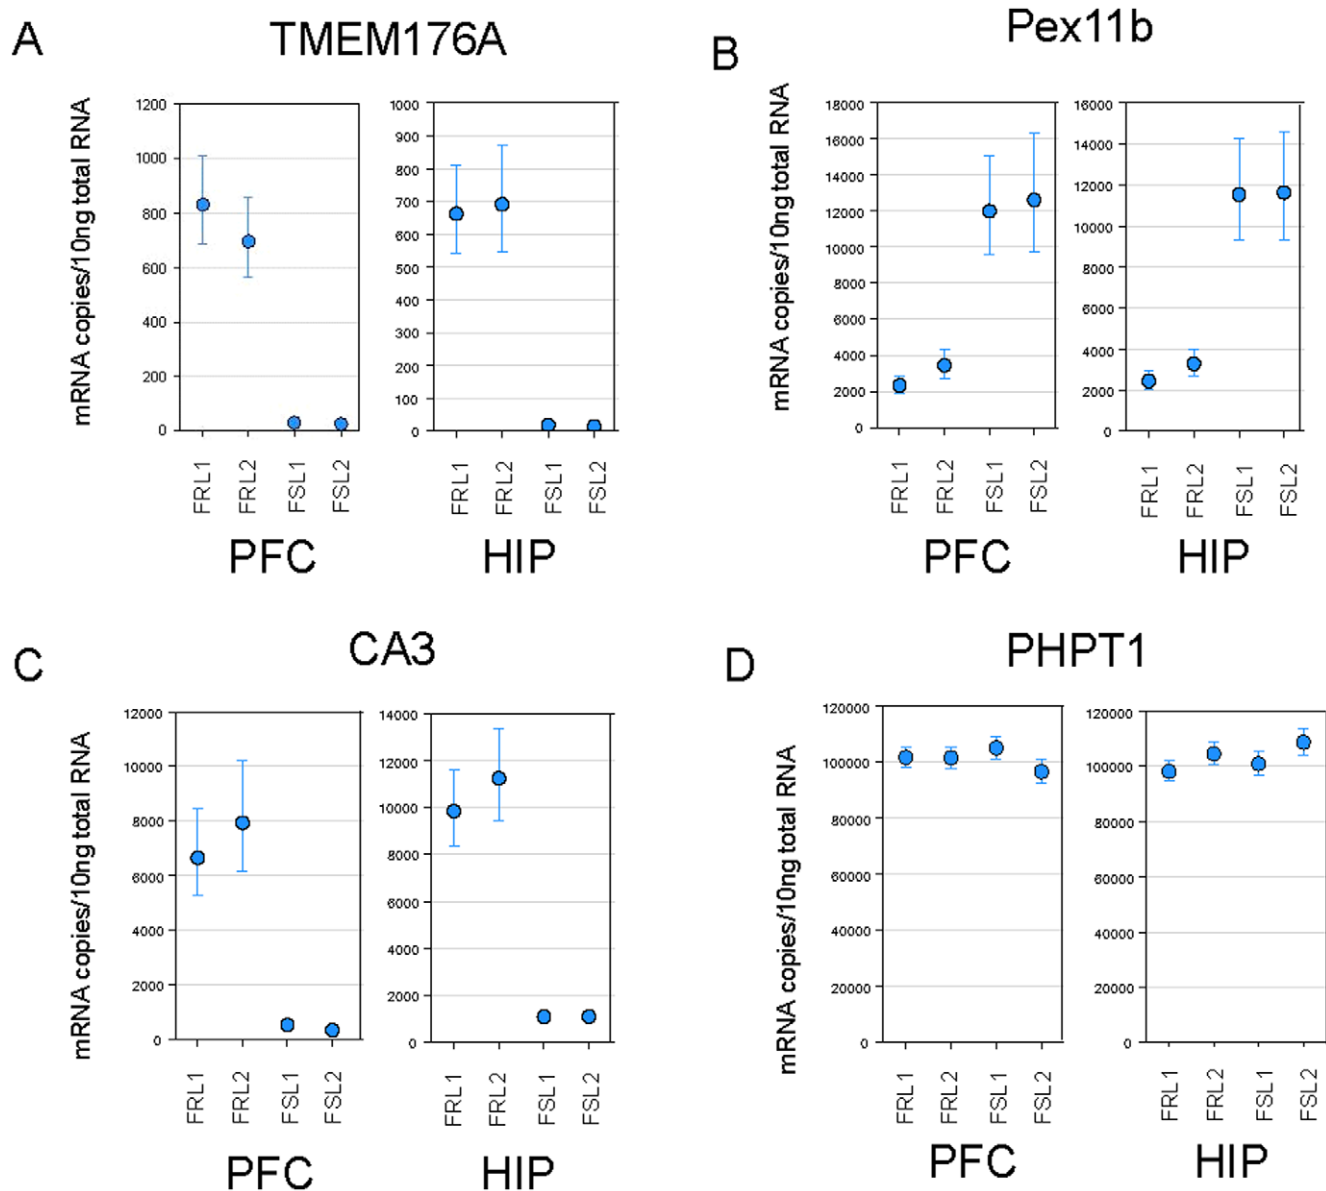 A
TMEM176A
mRNA copies/10ng total RNA
1200
1000
800
600
400
200
0
FRL1
FRL2
FSL1
FSL2
PFC
1000
900
800
700
600
500
400
300
200
100
0
FRL1
FRL2
FSL1
FSL2
HIP
B
Pex11b
mRNA copies/10ng total RNA
18000
16000
14000
12000
10000
8000
6000
4000
2000
0
FRL1
FRL2
FSL1
FSL2
PFC
16000
14000
12000
10000
8000
6000
4000
2000
0
FRL1
FRL2
FSL1
FSL2
HIP
C
CA3
mRNA copies/10ng total RNA
12000
10000
8000
6000
4000
2000
0
FRL1
FRL2
FSL1
FSL2
PFC
14000
12000
10000
8000
6000
4000
2000
0
FRL1
FRL2
FSL1
FSL2
HIP
D
PHPT1
mRNA copies/10ng total RNA
120000
100000
80000
60000
40000
20000
0
FRL1
FRL2
FSL1
FSL2
PFC
120000
100000
80000
60000
40000
20000
0
FRL1
FRL2
FSL1
FSL2
HIP